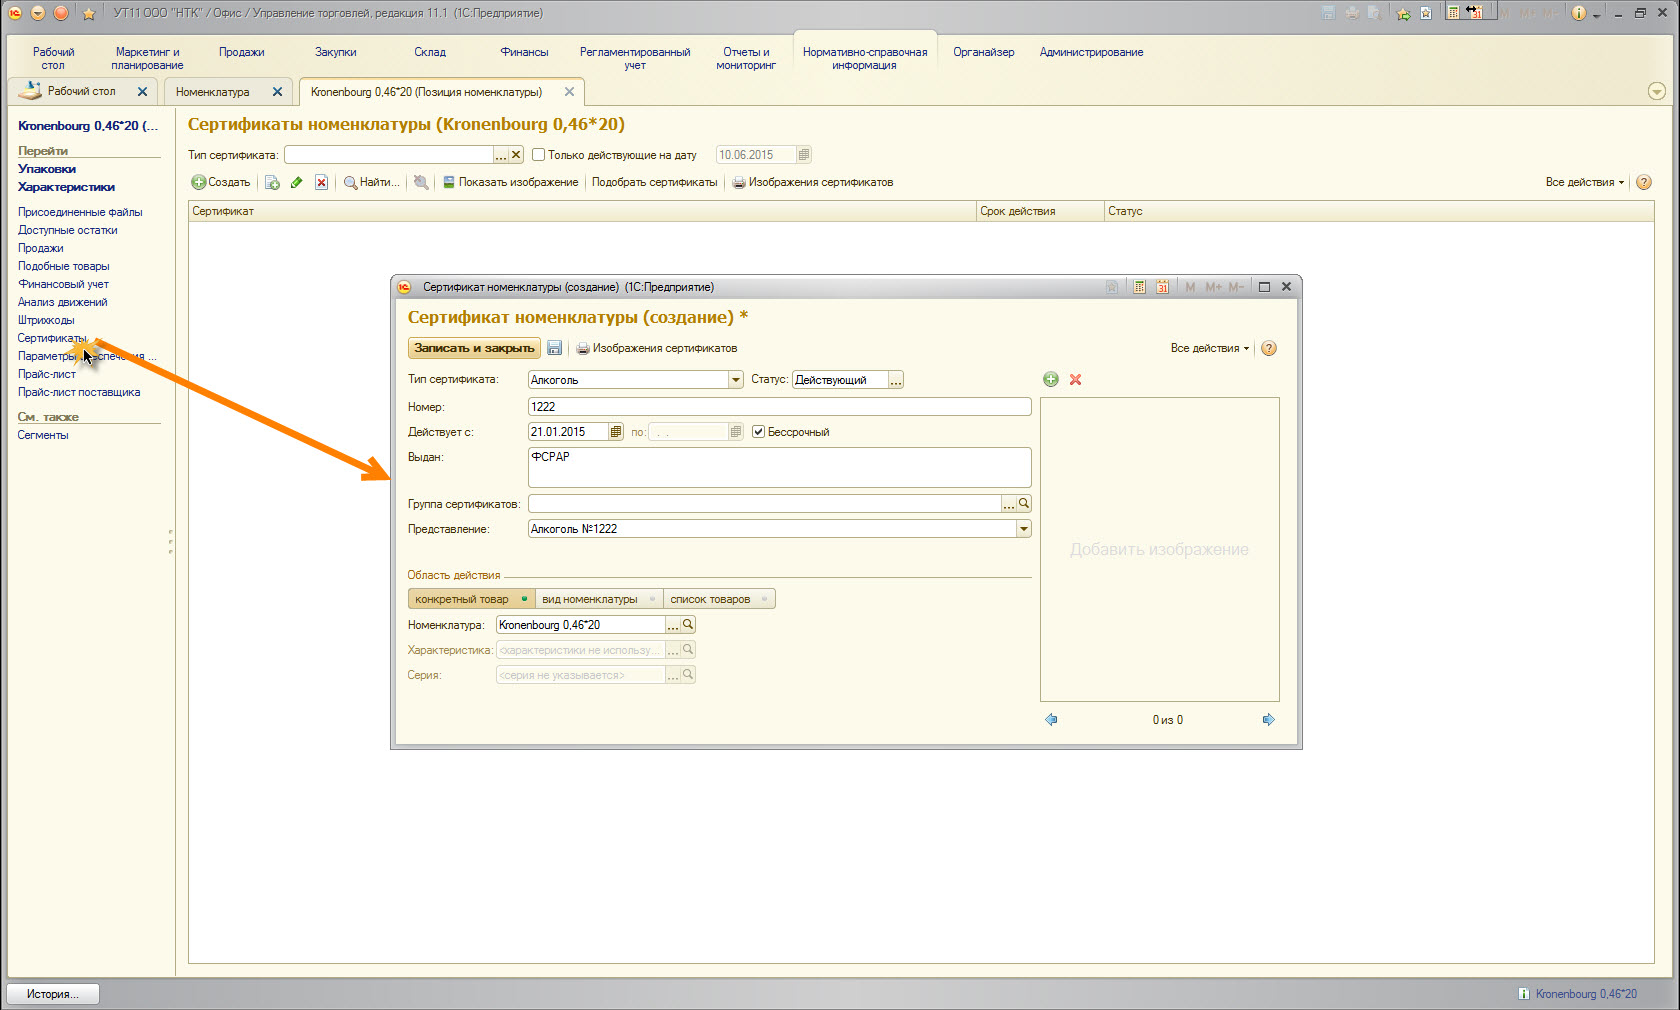 УТ11 ООО "НТК" / Офис / Управление торговлей, редакция 11.1 (1С:Предприятие)
31
M M+ M-
Рабочий стол
Маркетинг и планирование
Продажи
Закупки
Склад
Финансы
Регламентированный учет
Отчеты и мониторинг
Нормативно-справочная информация
Органайзер
Администрирование
Рабочий стол
Номенклатура
Kronenbourg 0,46*20 (Позиция номенклатуры)
Kronenbourg 0,46*20 (...
Перейти
Упаковки
Характеристики
Присоединенные файлы
Доступные остатки
Продажи
Подобные товары
Финансовый учет
Анализ движений
Штрихкоды
Сертификаты
Параметры
спечения ...
Прайс-лист
Прайс-лист поставщика
См. также
Сегменты
Сертификаты номенклатуры (Kronenbourg 0,46*20)
Тип сертификата:
...
Только действующие на дату
10.06.2015
Создать
Найти...
Показать изображение
Подобрать сертификаты
Изображения сертификатов
Все действия
?
Сертификат
Срок действия
Статус
Сертификат номенклатуры (создание) (1С:Предприятие)
31
M M+ M-
Сертификат номенклатуры (создание) *
Записать и закрыть
Изображения сертификатов
Все действия
?
Тип сертификата: Алкоголь
Статус: Действующий ...
Номер: 1222
Действует с: 21.01.2015 по: . . Бессрочный
Выдан: ФСРАР
Группа сертификатов: ...
Представление: Алкоголь №1222
Область действия
конкретный товар
вид номенклатуры
список товаров
Номенклатура: Kronenbourg 0,46*20 ...
Характеристика: <характеристики не использу... ...
Серия: <серия не указывается> ...
Добавить изображение
0 из 0
История...
Kronenbourg 0,46*20